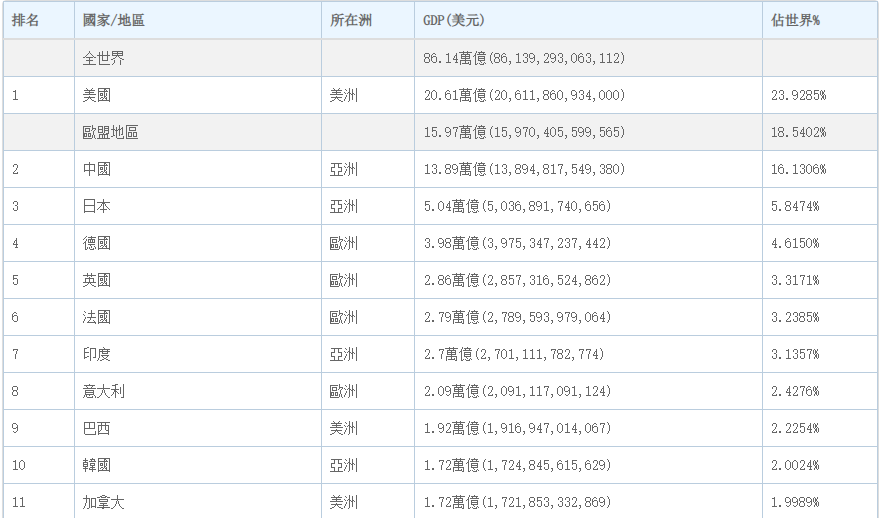 排名 國家/地區 所在洲 GDP(美元) 佔世界%
全世界 86.14萬億(86,139,293,063,112)
1 美國 美洲 20.61萬億(20,611,860,934,000) 23.9285%
歐盟地區 15.97萬億(15,970,405,599,565) 18.5402%
2 中國 亞洲 13.89萬億(13,894,817,549,380) 16.1306%
3 日本 亞洲 5.04萬億(5,036,891,740,656) 5.8474%
4 德國 歐洲 3.98萬億(3,975,347,237,442) 4.6150%
5 英國 歐洲 2.86萬億(2,857,316,524,862) 3.3171%
6 法國 歐洲 2.79萬億(2,789,593,979,064) 3.2385%
7 印度 亞洲 2.7萬億(2,701,111,782,774) 3.1357%
8 意大利 歐洲 2.09萬億(2,091,117,091,124) 2.4276%
9 巴西 美洲 1.92萬億(1,916,947,014,067) 2.2254%
10 韓國 亞洲 1.72萬億(1,724,845,615,629) 2.0024%
11 加拿大 美洲 1.72萬億(1,721,853,332,869) 1.9989%